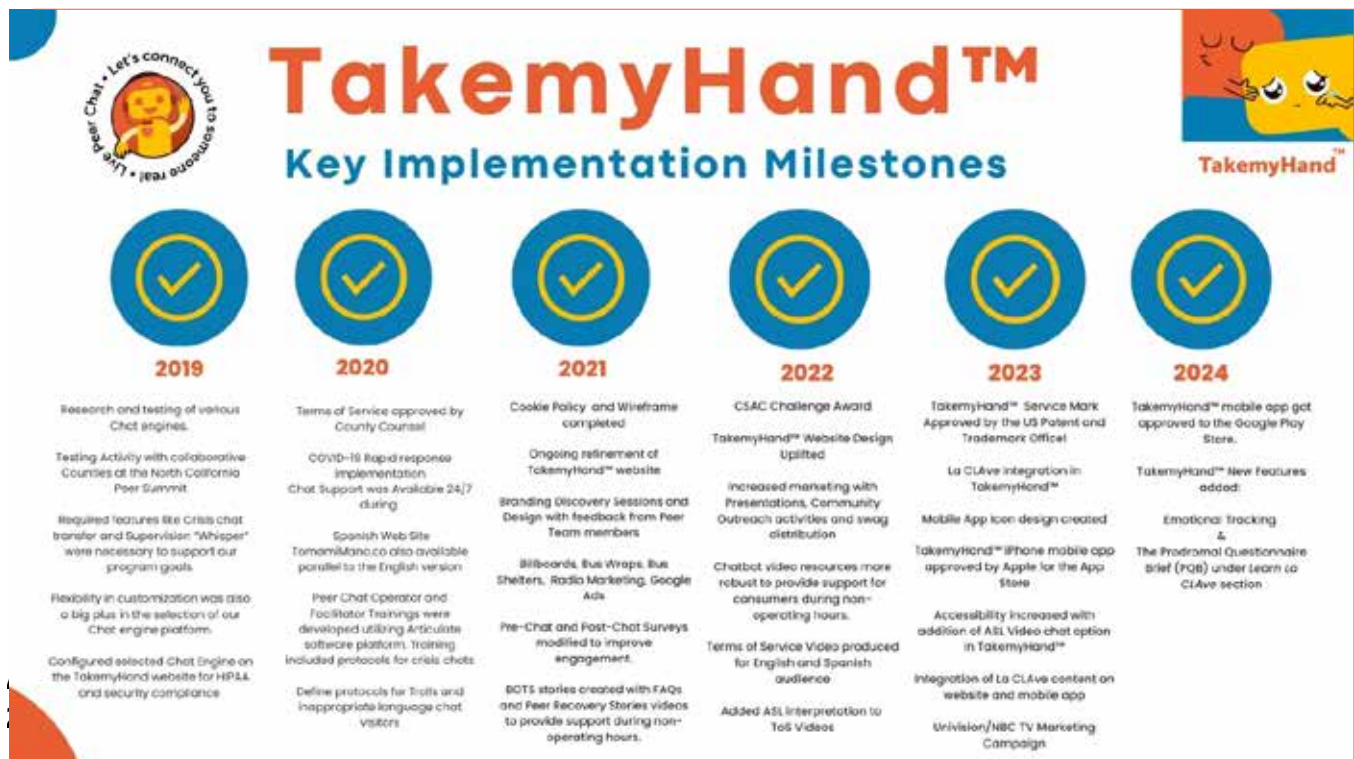 Live Peer Chat • Let's connect you to someone real •
TakemyHand™
Key Implementation Milestones
TakemyHand™
2019
Research and testing of various
Chat engines.
Testing Activity with collaborative
Counties at the North California
Peer Summit
Required features like Crisis chat
transfer and Supervision "Whisper"
were necessary to support our
program goals
Flexibility in customization was also
a big plus in the selection of our
Chat engine platform.
Configured selected Chat Engine on
the TakemyHand website for HIPAA
and security compliance
2020
Terms of Service approved by
County Counsel
COVID-19 Rapid response
implementation
Chat Support was Available 24/7
during
Spanish Web Site
TomamiMano.co also available
parallel to the English version
Peer Chat Operator and
Facilitator Trainings were
developed utilizing Articulate
software platform. Training
included protocols for crisis chats
Define protocols for Trolls and
inappropriate language chat
visitors
2021
Cookie Policy and Wireframe
completed
Ongoing refinement of
TakemyHand™ website
Branding Discovery Sessions and
Design with feedback from Peer
Team members
Billboards, Bus Wraps, Bus
Shelters, Radio Marketing, Google
Ads
Pre-Chat and Post-Chat Surveys
modified to improve
engagement.
BOTS stories created with FAQs
and Peer Recovery Stories videos
to provide support during non-
operating hours.
2022
CSAC Challenge Award
TakemyHand™ Website Design
Uplifted
Increased marketing with
Presentations, Community
Outreach activities and swag
distribution
Chatbot video resources more
robust to provide support for
consumers during non-
operating hours.
Terms of Service Video produced
for English and Spanish
audience
Added ASL Interpretation to
ToS Videos
2023
TakemyHand™ Service Mark
Approved by the US Patent and
Trademark Office!
La CLAve integration in
TakemyHand™
Mobile App Icon design created
TakemyHand™ iPhone mobile app
approved by Apple for the App
Store
Accessibility increased with
addition of ASL Video chat option
in TakemyHand™
Integration of La CLAve content on
website and mobile app
Univision/NBC TV Marketing
Campaign
2024
TakemyHand™ mobile app got
approved to the Google Play
Store.
TakemyHand™ New Features
added:
Emotional Tracking
&
The Prodromal Questionnaire
Brief (PQB) under Learn La
CLAve section